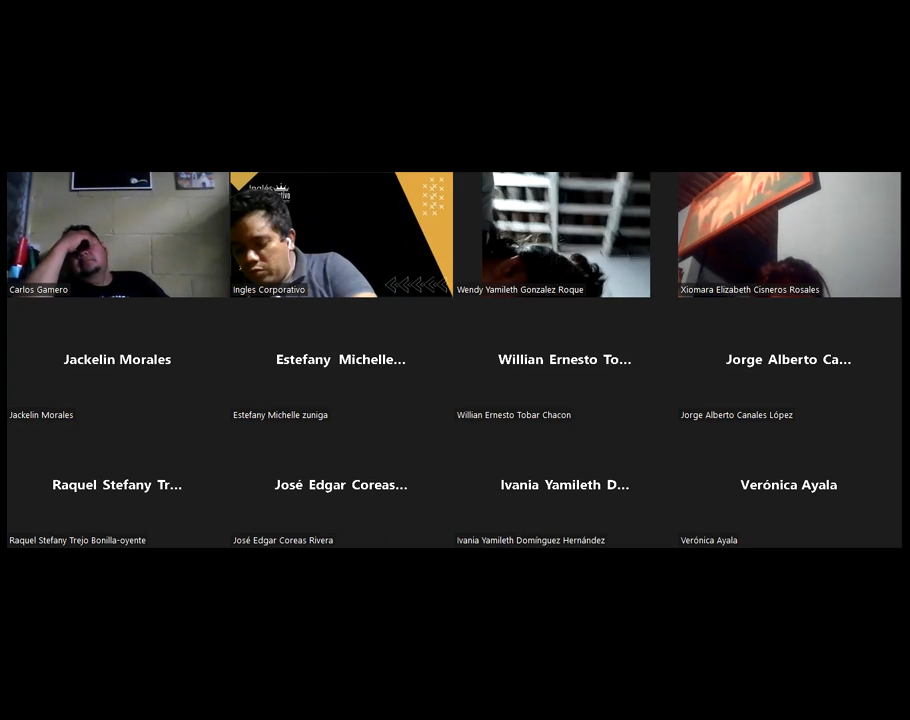 Inglés
Carlos Gamero
Ingles Corporativo
Wendy Yamileth Gonzalez Roque
Xiomara Elizabeth Cisneros Rosales
Jackelin Morales
Estefany Michelle...
Willian Ernesto To...
Jorge Alberto Ca...
Jackelin Morales
Estefany Michelle zuniga
Willian Ernesto Tobar Chacon
Jorge Alberto Canales López
Raquel Stefany Tr...
José Edgar Coreas...
Ivania Yamileth D...
Verónica Ayala
Raquel Stefany Trejo Bonilla-oyente
José Edgar Coreas Rivera
Ivania Yamileth Domínguez Hernández
Verónica Ayala